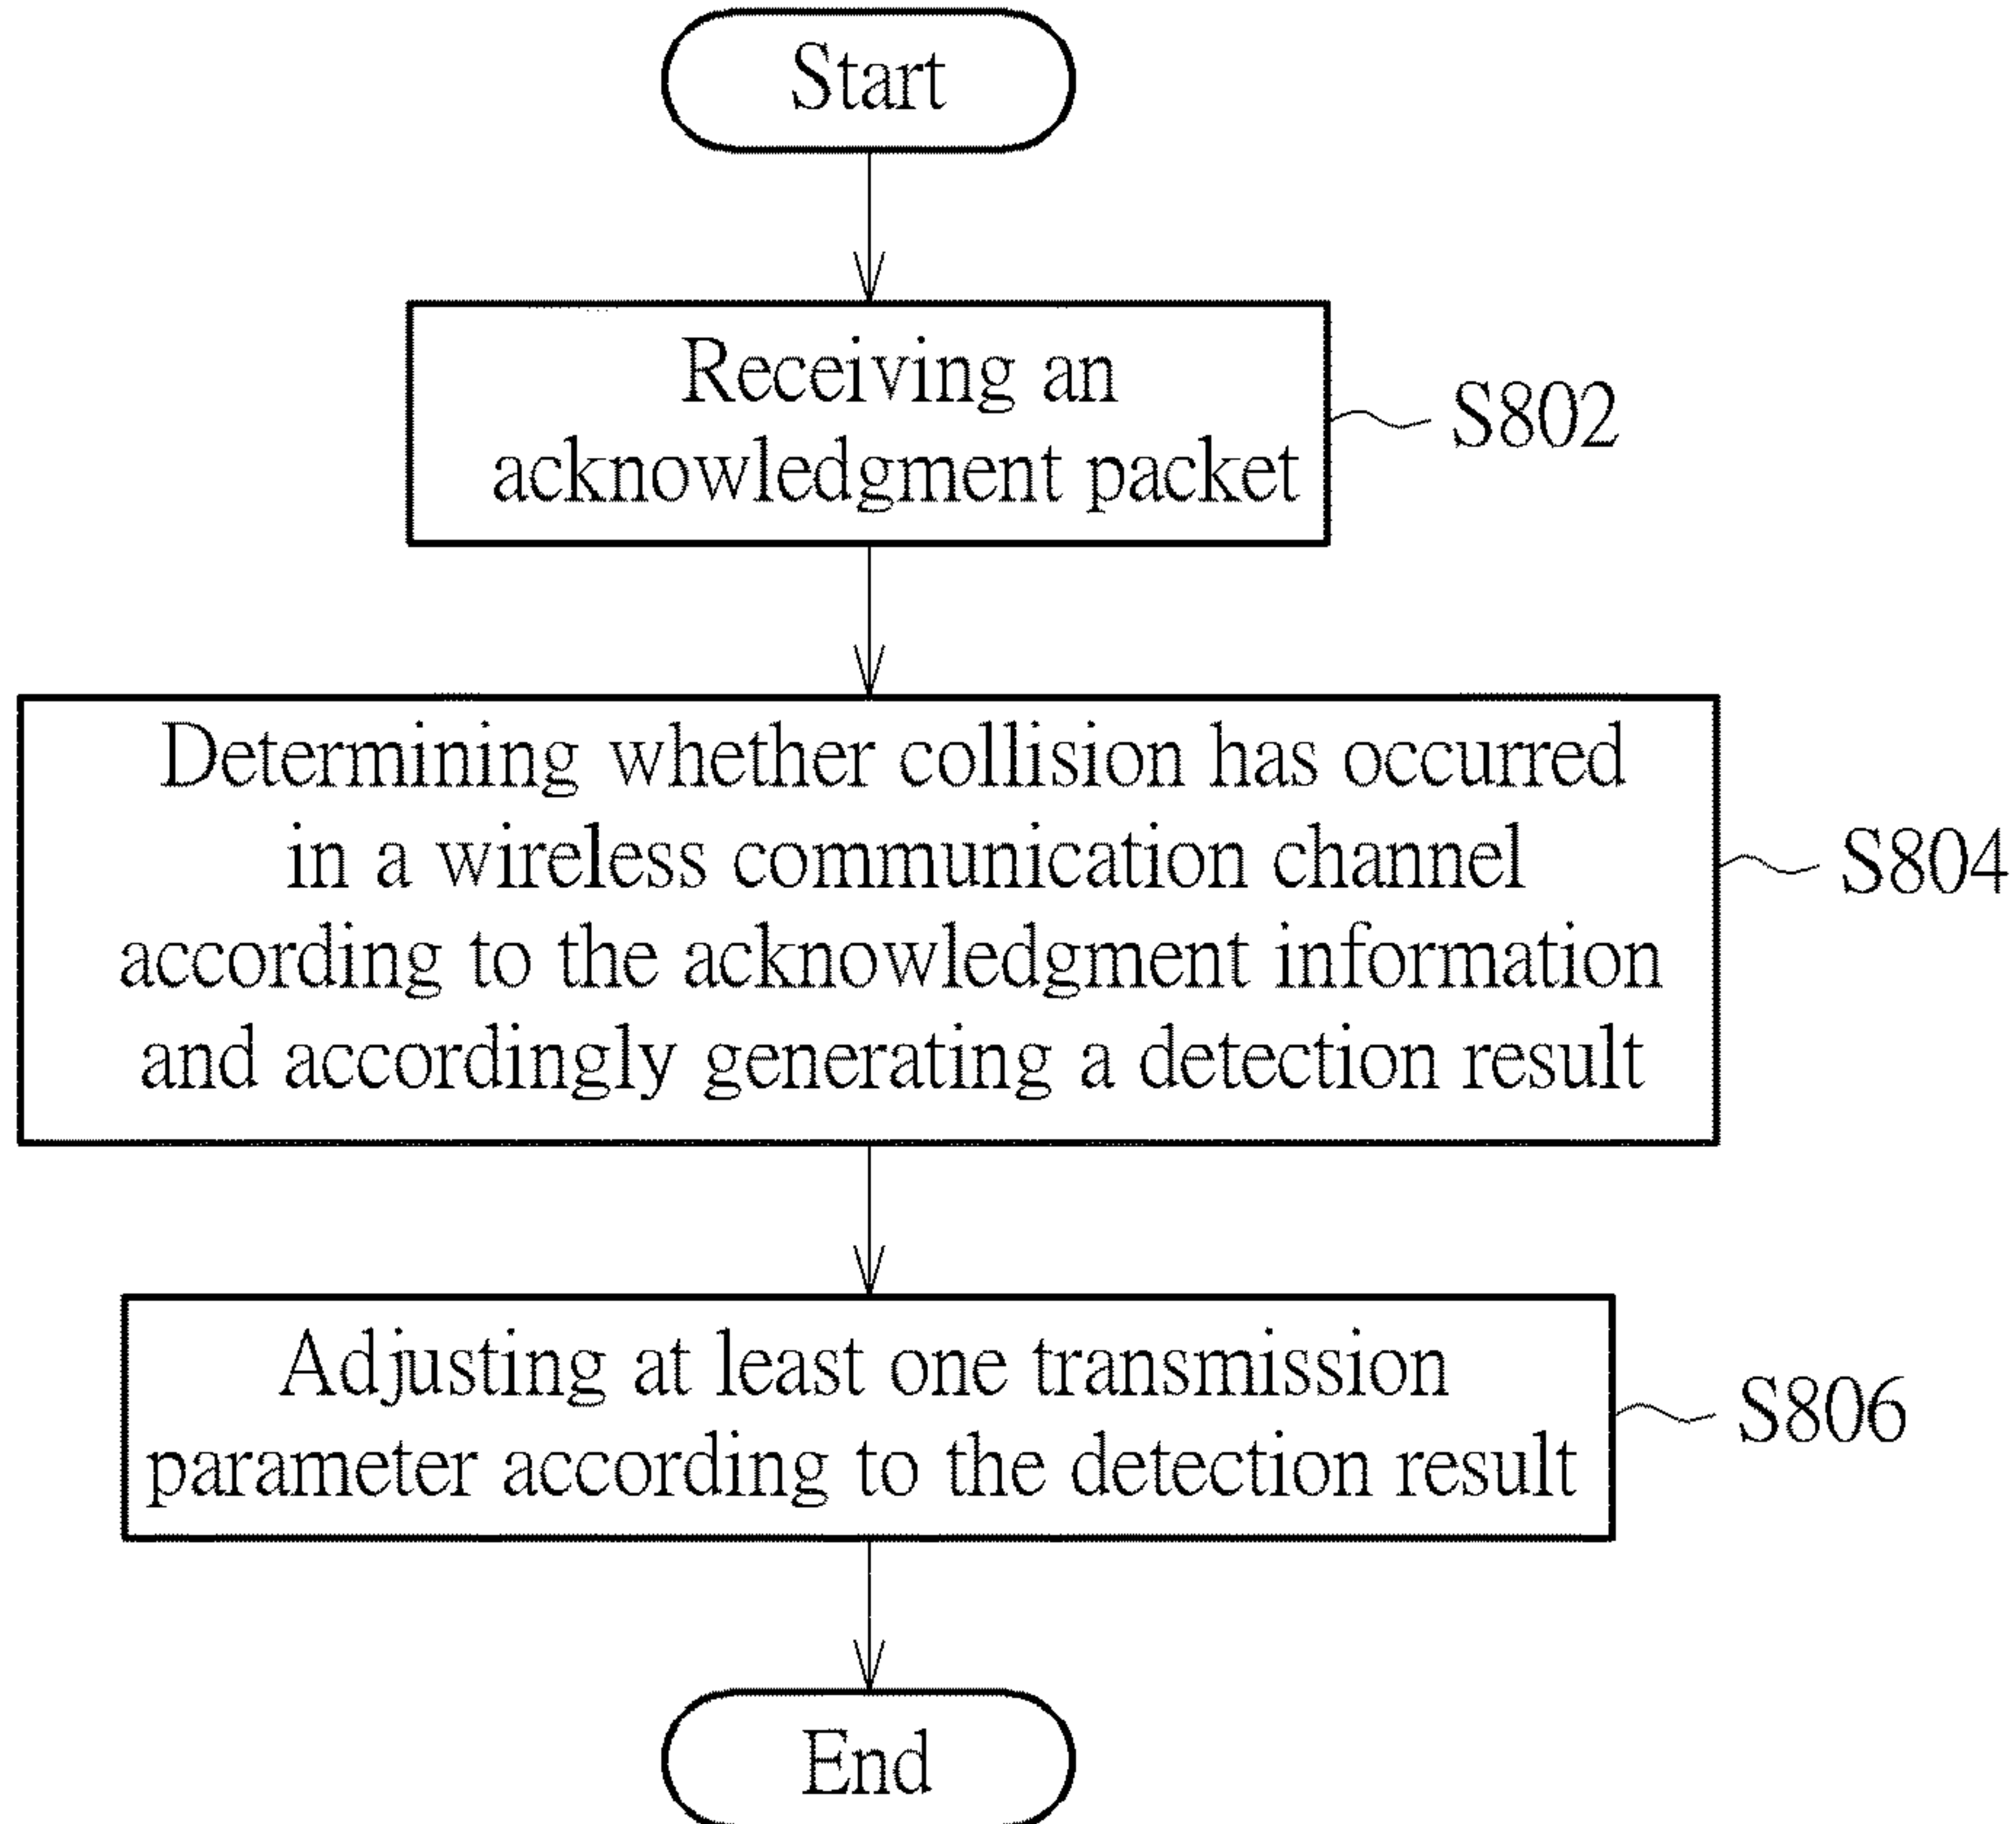 Start
Receiving an
acknowledgment packet
S802
Determining whether collision has occurred
in a wireless communication channel
according to the acknowledgment information
and accordingly generating a detection result
S804
Adjusting at least one transmission
parameter according to the detection result
S806
End